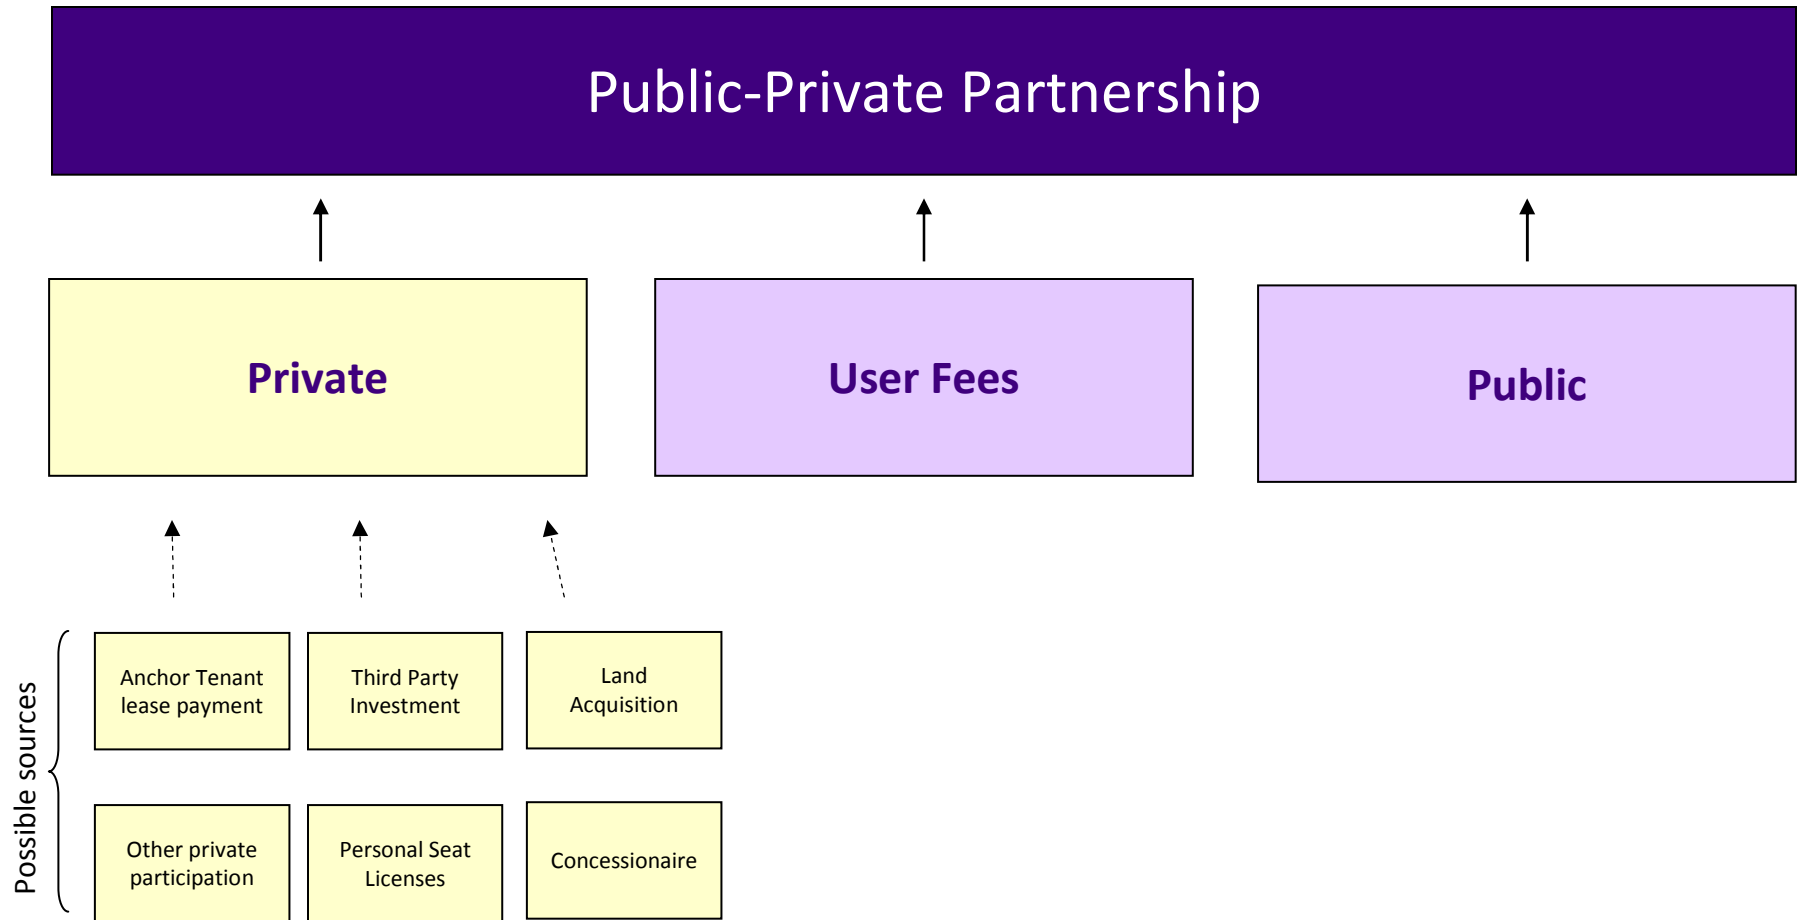 Public-Private Partnership
Private
User Fees
Public
Possible sources
Anchor Tenant
lease payment
Third Party
Investment
Land
Acquisition
Other private
participation
Personal Seat
Licenses
Concessionaire